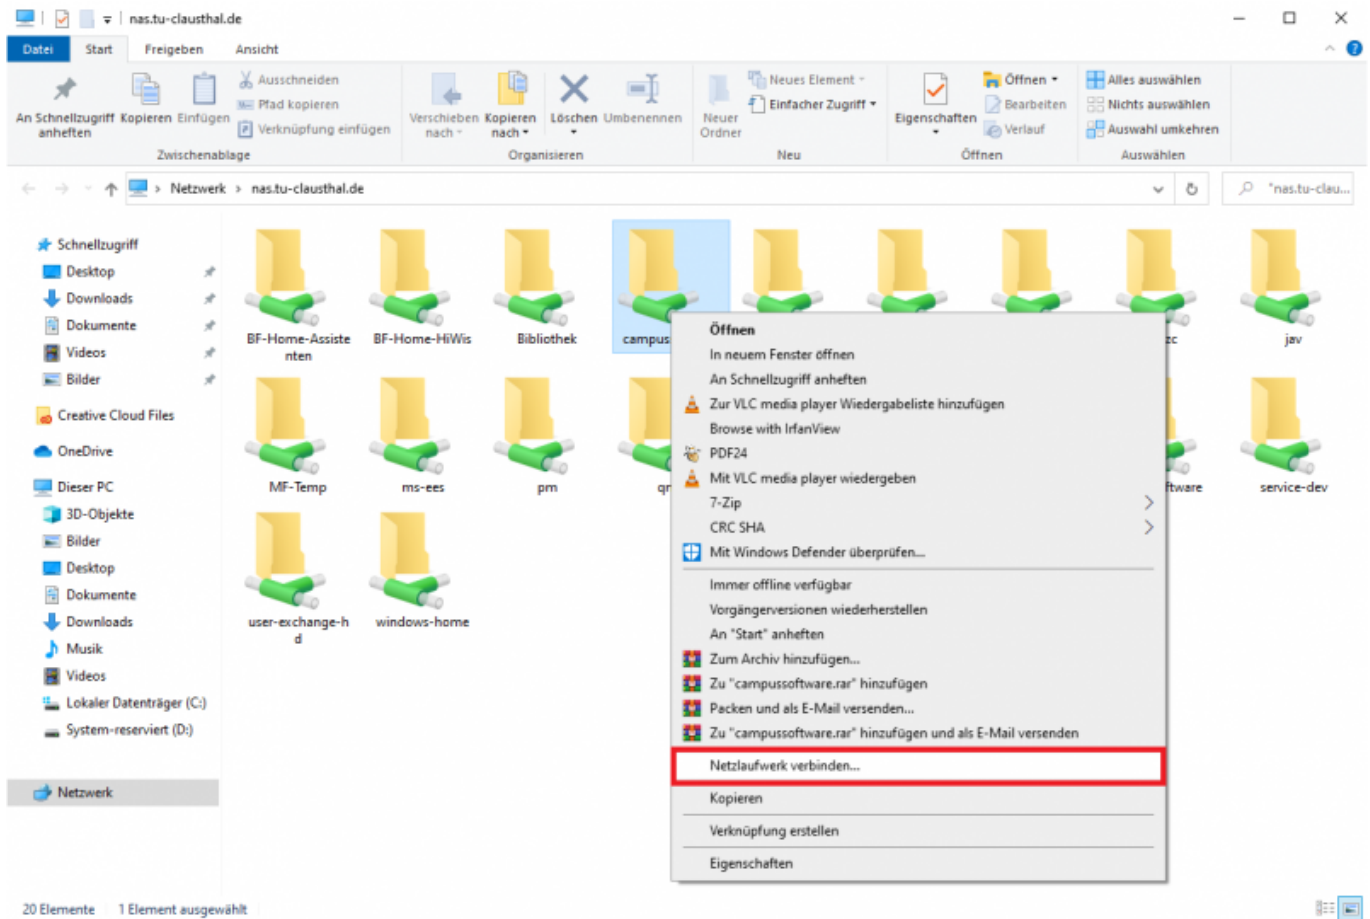 nas.tu-clausthal.de
Datei Start Freigeben Ansicht
An Schnellzugriff anheften
Kopieren
Einfügen
Ausschneiden
Pfad kopieren
Verknüpfung einfügen
Verschieben nach
Kopieren nach
Löschen
Umbenennen
Neuer Ordner
Neues Element
Einfacher Zugriff
Eigenschaften
Öffnen
Bearbeiten
Verlauf
Alles auswählen
Nichts auswählen
Auswahl umkehren
Zwischenablage Organisieren Neu Öffnen Auswählen
Netzwerk > nas.tu-clausthal.de
"nas.tu-clau...
Schnellzugriff
Desktop
Downloads
Dokumente
Videos
Bilder
Creative Cloud Files
OneDrive
Dieser PC
3D-Objekte
Bilder
Desktop
Dokumente
Downloads
Musik
Videos
Lokaler Datenträger (C:)
System-reserviert (D:)
Netzwerk
BF-Home-Assiste
nten
BF-Home-HiWis
Bibliothek
campus
zc
jav
MF-Temp
ms-ees
pm
ftware
service-dev
user-exchange-h
d
windows-home
Öffnen
In neuem Fenster öffnen
An Schnellzugriff anheften
Zur VLC media player Wiedergabeliste hinzufügen
Browse with IrfanView
PDF24
Mit VLC media player wiedergeben
7-Zip
CRC SHA
Mit Windows Defender überprüfen...
Immer offline verfügbar
Vorgängerversionen wiederherstellen
An "Start" anheften
Zum Archiv hinzufügen...
Zu "campussoftware.rar" hinzufügen
Packen und als E-Mail versenden...
Zu "campussoftware.rar" hinzufügen und als E-Mail versenden
Netzlaufwerk verbinden...
Kopieren
Verknüpfung erstellen
Eigenschaften
20 Elemente 1 Element ausgewählt